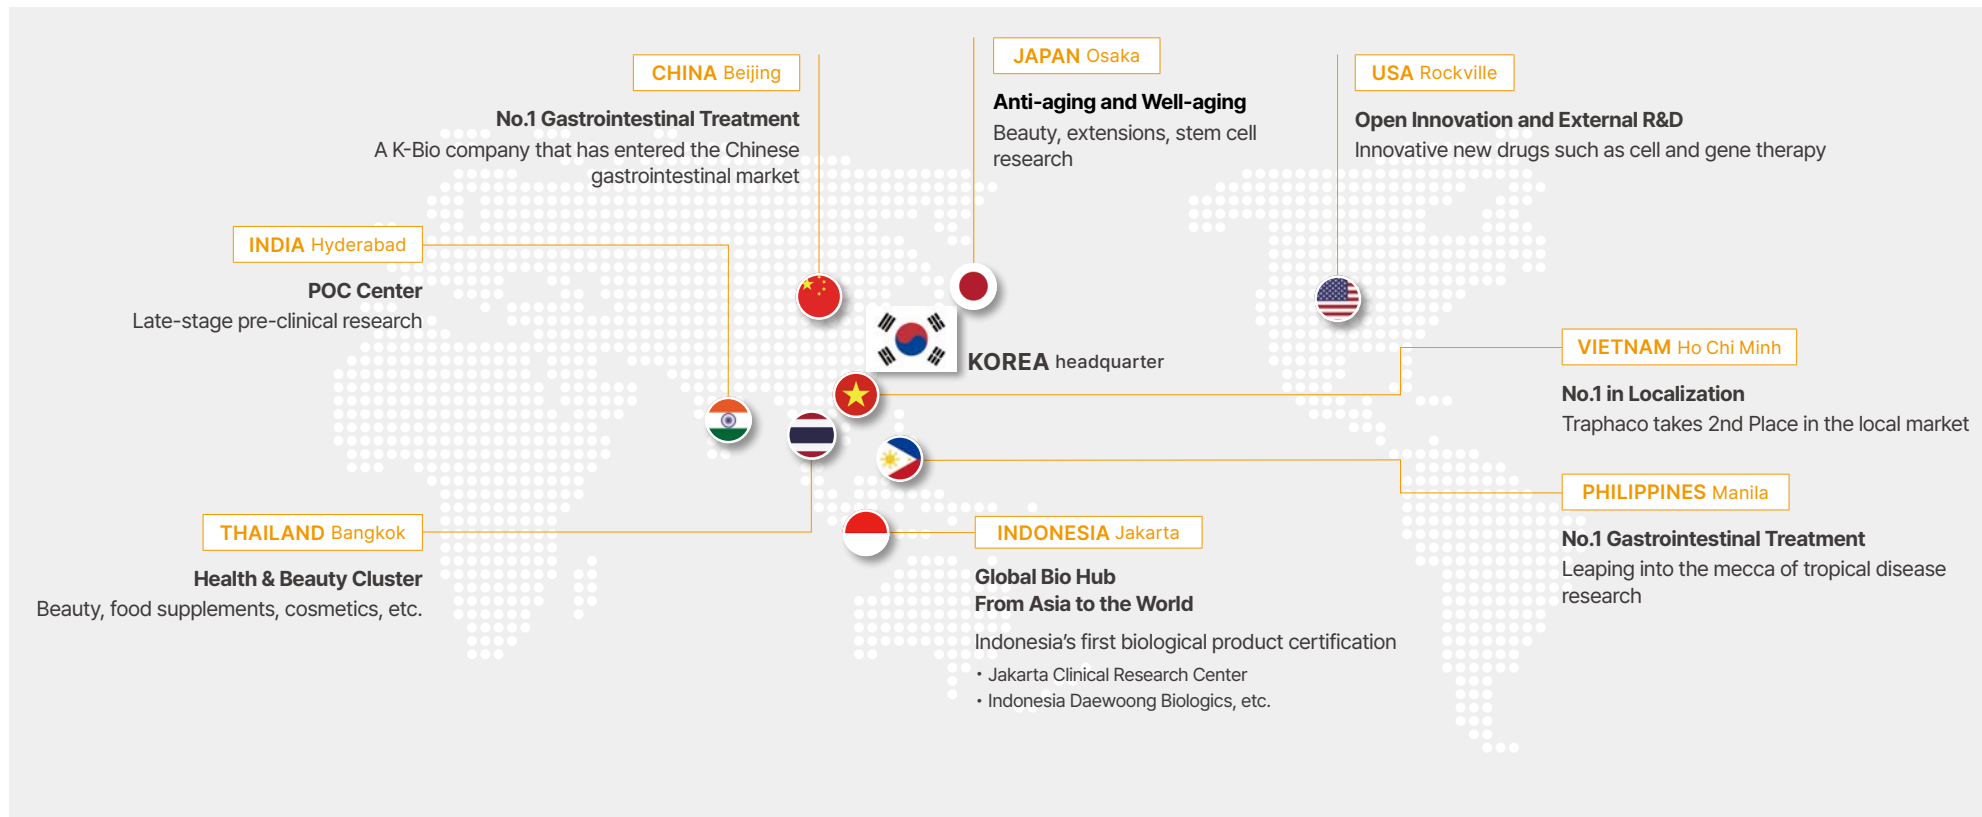 CHINA Beijing
No.1 Gastrointestinal Treatment
A K-Bio company that has entered the Chinese
gastrointestinal market
JAPAN Osaka
Anti-aging and Well-aging
Beauty, extensions, stem cell
research
USA Rockville
Open Innovation and External R&D
Innovative new drugs such as cell and gene therapy
INDIA Hyderabad
POC Center
Late-stage pre-clinical research
KOREA headquarter
VIETNAM Ho Chi Minh
No.1 in Localization
Traphaco takes 2nd Place in the local market
PHILIPPINES Manila
No.1 Gastrointestinal Treatment
Leaping into the mecca of tropical disease
research
THAILAND Bangkok
Health & Beauty Cluster
Beauty, food supplements, cosmetics, etc.
INDONESIA Jakarta
Global Bio Hub
From Asia to the World
Indonesia's first biological product certification
· Jakarta Clinical Research Center
· Indonesia Daewoong Biologics, etc.